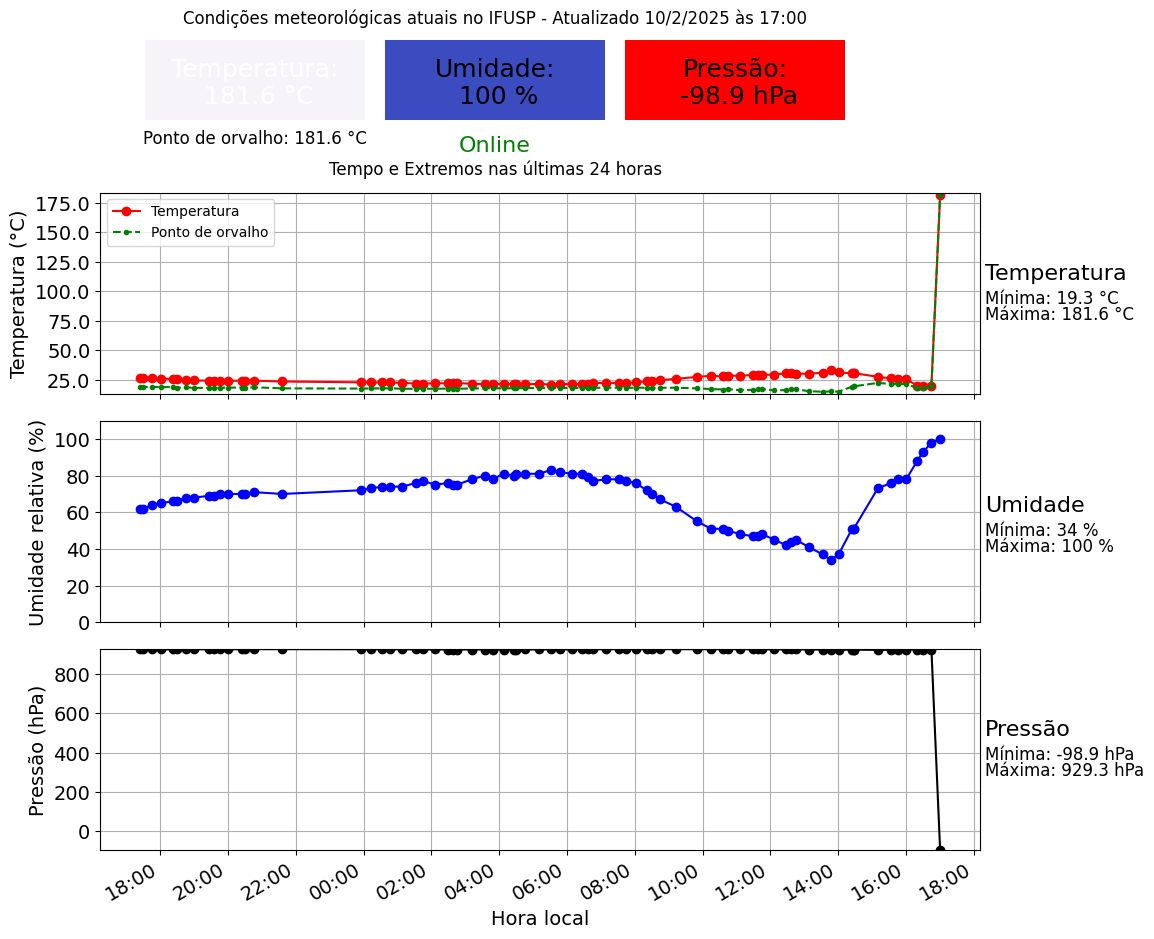 Condições meteorológicas atuais no IFUSP - Atualizado 10/2/2025 às 17:00
Temperatura:
181.6 °C
Umidade:
100 %
Pressão:
-98.9 hPa
Ponto de orvalho: 181.6 °C
Online
Tempo e Extremos nas últimas 24 horas
Temperatura (°C)
175.0
150.0
125.0
100.0
75.0
50.0
25.0
Temperatura
Ponto de orvalho
Temperatura
Mínima: 19.3 °C
Máxima: 181.6 °C
Umidade relativa (%)
100
80
60
40
20
0
Umidade
Mínima: 34 %
Máxima: 100 %
Pressão (hPa)
800
600
400
200
0
Pressão
Mínima: -98.9 hPa
Máxima: 929.3 hPa
18:00 20:00 22:00 00:00 02:00 04:00 06:00 08:00 10:00 12:00 14:00 16:00 18:00
Hora local